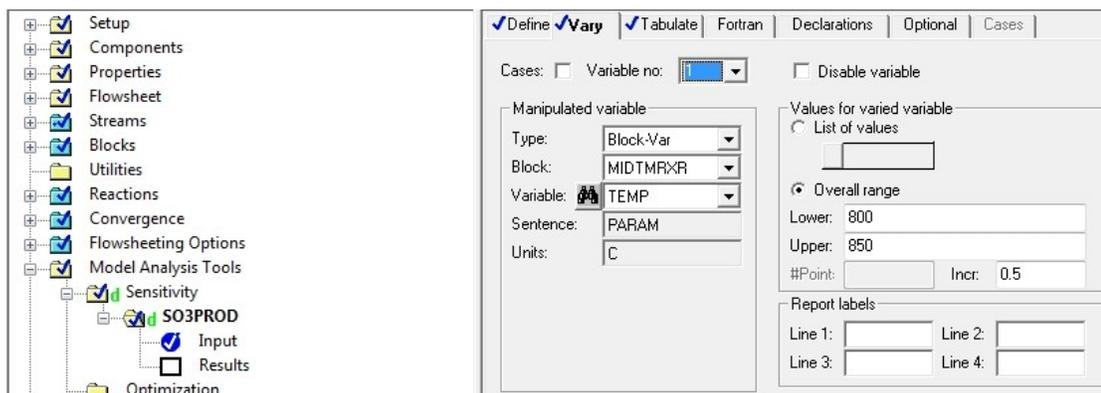 Setup
Components
Properties
Flowsheet
Streams
Blocks
Utilities
Reactions
Convergence
Flowsheeting Options
Model Analysis Tools
d Sensitivity
d SO3PROD
Input
Results
Optimization
Define Vary Tabulate Fortran Declarations Optional Cases
Cases: Variable no: 1 Disable variable
Manipulated variable
Type: Block-Var
Block: MIDTMRXR
Variable: TEMP
Sentence: PARAM
Units: C
Values for varied variable
List of values
Overall range
Lower: 800
Upper: 850
#Point: Incr: 0.5
Report labels
Line 1: Line 2:
Line 3: Line 4: